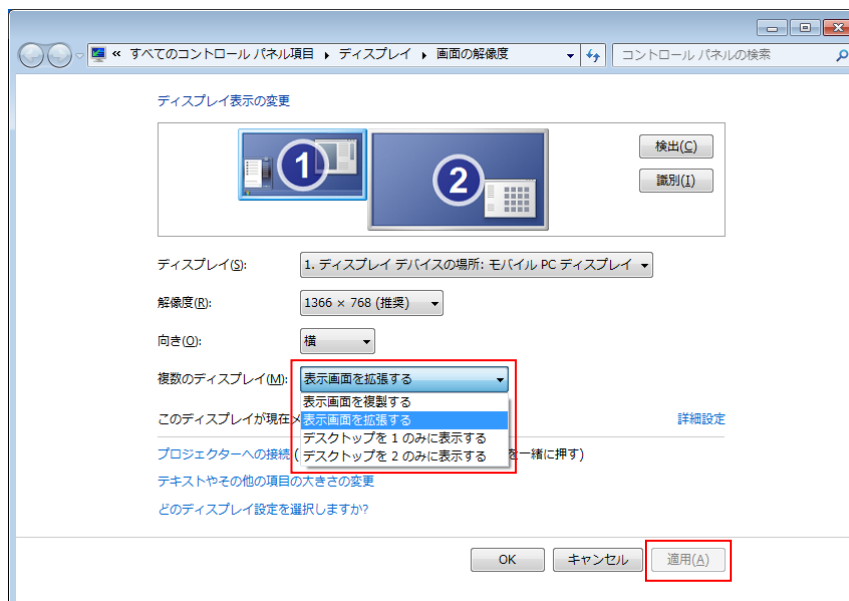 « すべてのコントロール パネル項目 ▸ ディスプレイ ▸ 画面の解像度
コントロール パネルの検索
ディスプレイ表示の変更
1
2
検出(C)
識別(I)
ディスプレイ(S): 1. ディスプレイ デバイスの場所: モバイル PC ディスプレイ
解像度(R): 1366 × 768 (推奨)
向き(O): 横
複数のディスプレイ(M): 表示画面を拡張する
表示画面を複製する
表示画面を拡張する
デスクトップを 1 のみに表示する
デスクトップを 2 のみに表示する
このディスプレイが現在
詳細設定
プロジェクターへの接続 ( を一緒に押す)
テキストやその他の項目の大きさの変更
どのディスプレイ設定を選択しますか?
OK キャンセル 適用(A)